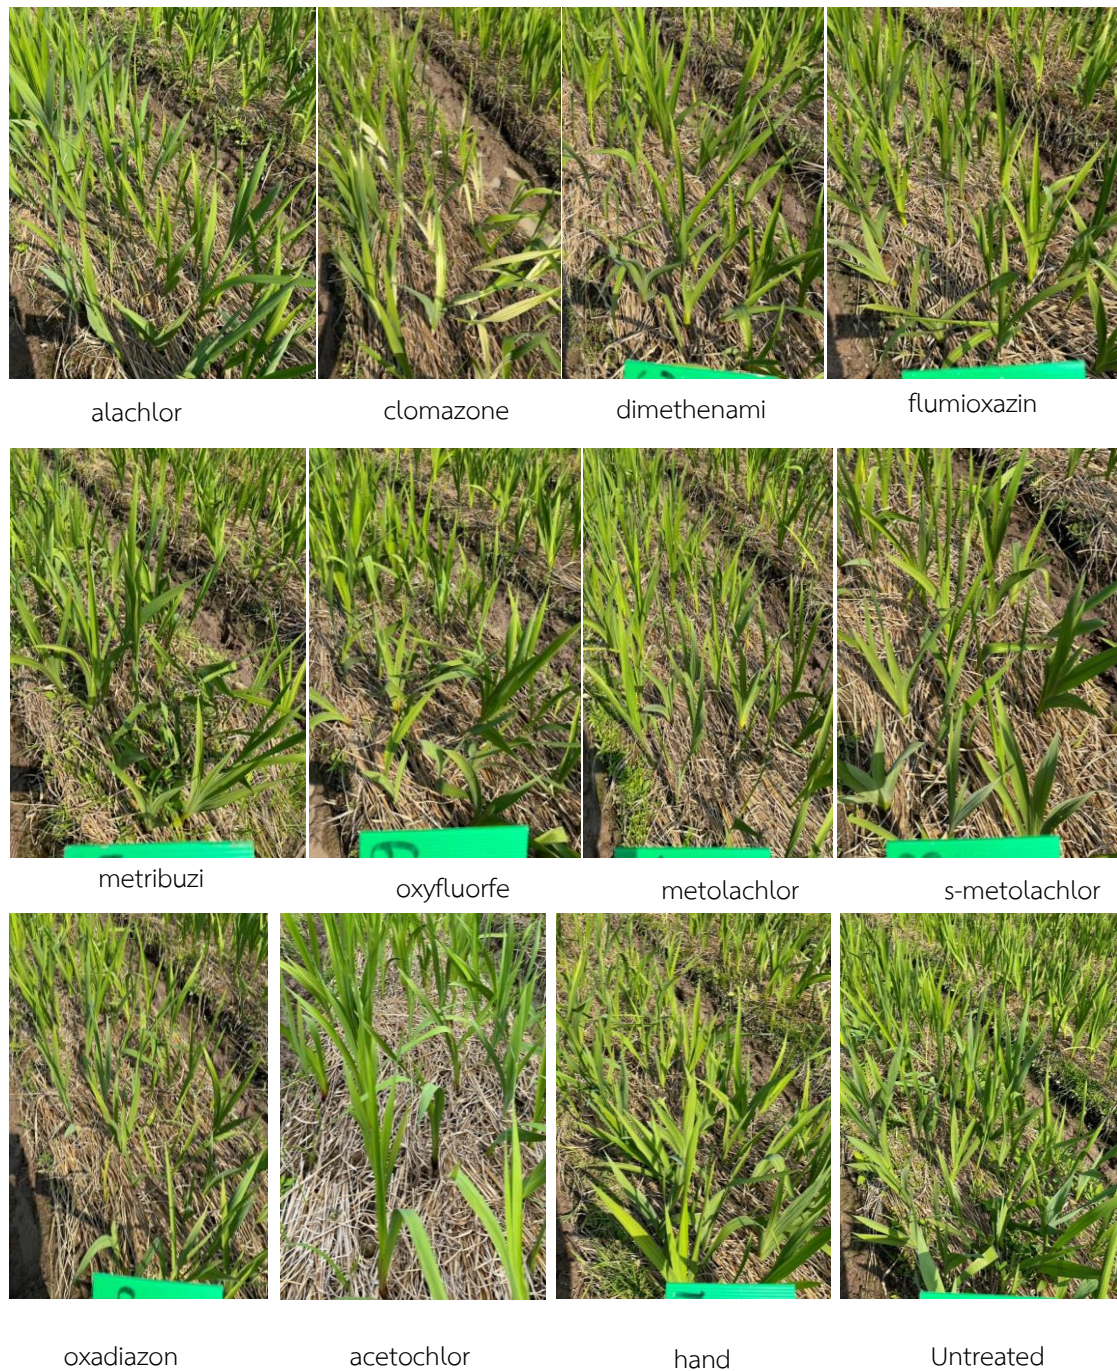 alachlor
clomazone
dimethenami
flumioxazin
metribuzi
oxyfluorfe
metolachlor
s-metolachlor
oxadiazon
acetochlor
hand
Untreated